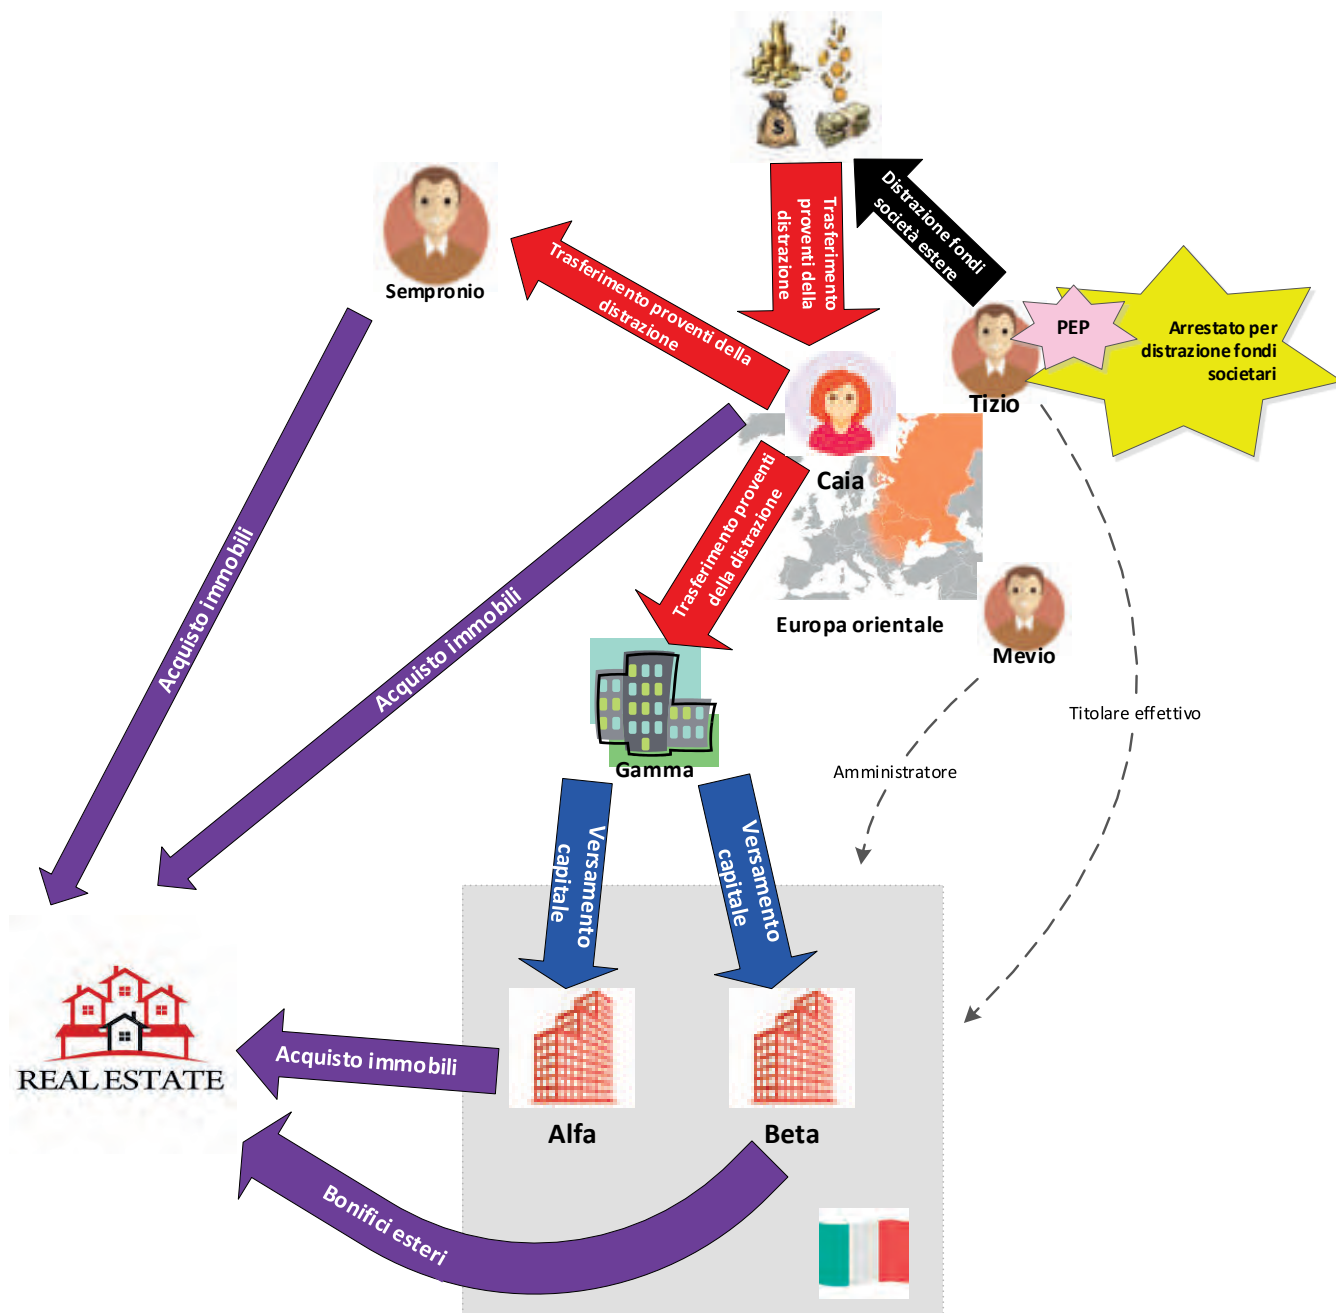 $
Distrazione fondi
società estere
Trasferimento
proventi della
distrazione
Trasferimento proventi della
distrazione
Sempronio
PEP
Arrestato per
distrazione fondi
societari
Tizio
Caia
Trasferimento proventi
della distrazione
Europa orientale
Mevio
Acquisto immobili
Acquisto immobili
Titolare effettivo
Gamma
Amministratore
Versamento
capitale
Versamento
capitale
Acquisto immobili
REAL ESTATE
Alfa
Beta
Bonifici esteri